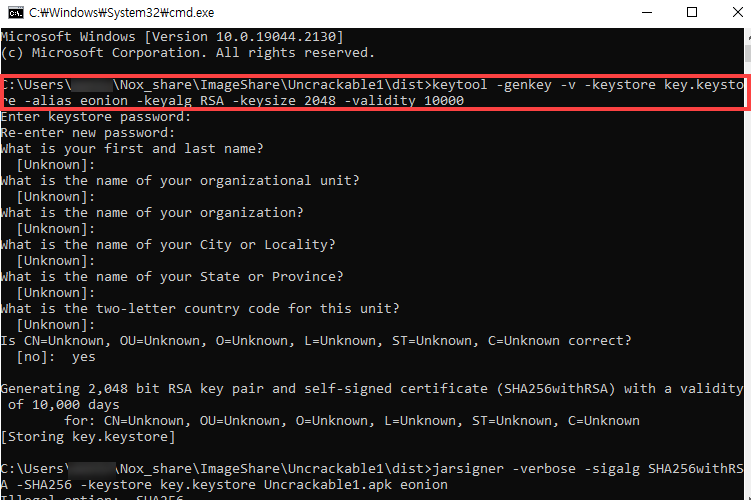 C:₩Windows₩System32₩cmd.exe
Microsoft Windows [Version 10.0.19044.2130]
(c) Microsoft Corporation. All rights reserved.
C:\Users\ \Nox_share\ImageShare\Uncrackable1\dist>keytool -genkey -v -keystore key.keysto
re -alias eonion -keyalg RSA -keysize 2048 -validity 10000
Enter keystore password:
Re-enter new password:
What is your first and last name?
  [Unknown]:
What is the name of your organizational unit?
  [Unknown]:
What is the name of your organization?
  [Unknown]:
What is the name of your City or Locality?
  [Unknown]:
What is the name of your State or Province?
  [Unknown]:
What is the two-letter country code for this unit?
  [Unknown]:
Is CN=Unknown, OU=Unknown, O=Unknown, L=Unknown, ST=Unknown, C=Unknown correct?
  [no]:  yes
Generating 2,048 bit RSA key pair and self-signed certificate (SHA256withRSA) with a validity
 of 10,000 days
        for: CN=Unknown, OU=Unknown, O=Unknown, L=Unknown, ST=Unknown, C=Unknown
[Storing key.keystore]
C:\Users\ \Nox_share\ImageShare\Uncrackable1\dist>jarsigner -verbose -sigalg SHA256withRS
A -SHA256 -keystore key.keystore Uncrackable1.apk eonion
Illegal option: -SHA256